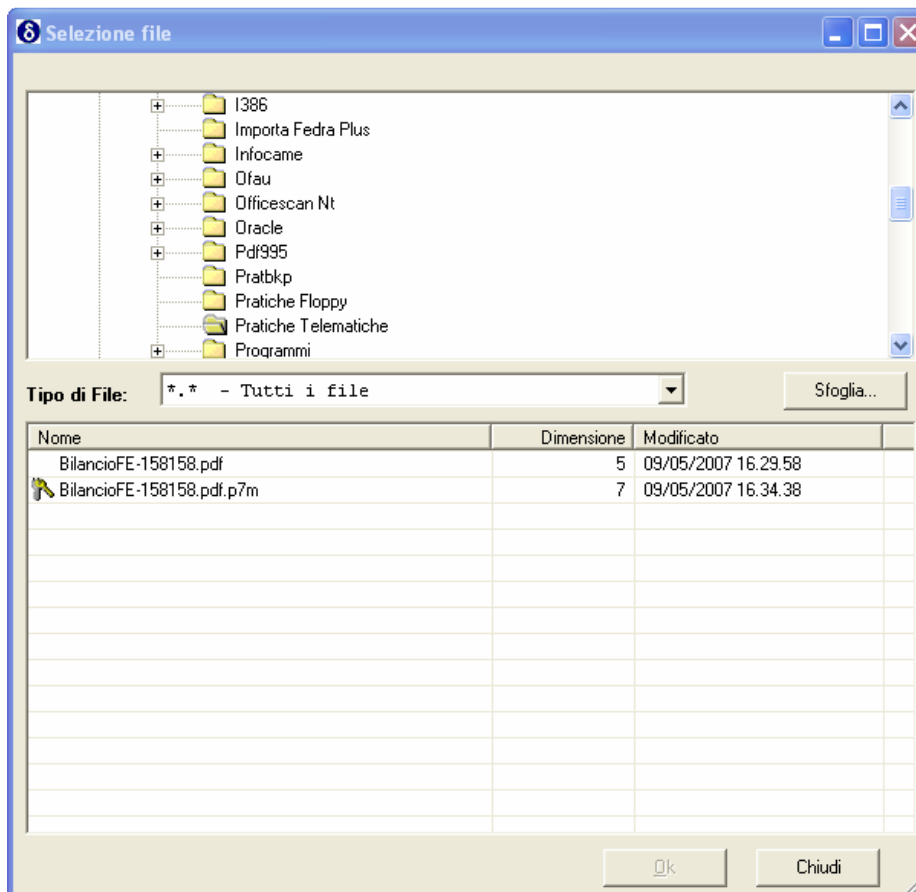 Selezione file
I386
Importa Fedra Plus
Infocame
Ofau
Officescan Nt
Oracle
Pdf995
Pratbkp
Pratiche Floppy
Pratiche Telematiche
Programmi
Tipo di File: *.* - Tutti i file Sfoglia...
Nome Dimensione Modificato
BilancioFE-158158.pdf 5 09/05/2007 16.29.58
BilancioFE-158158.pdf.p7m 7 09/05/2007 16.34.38
Ok Chiudi